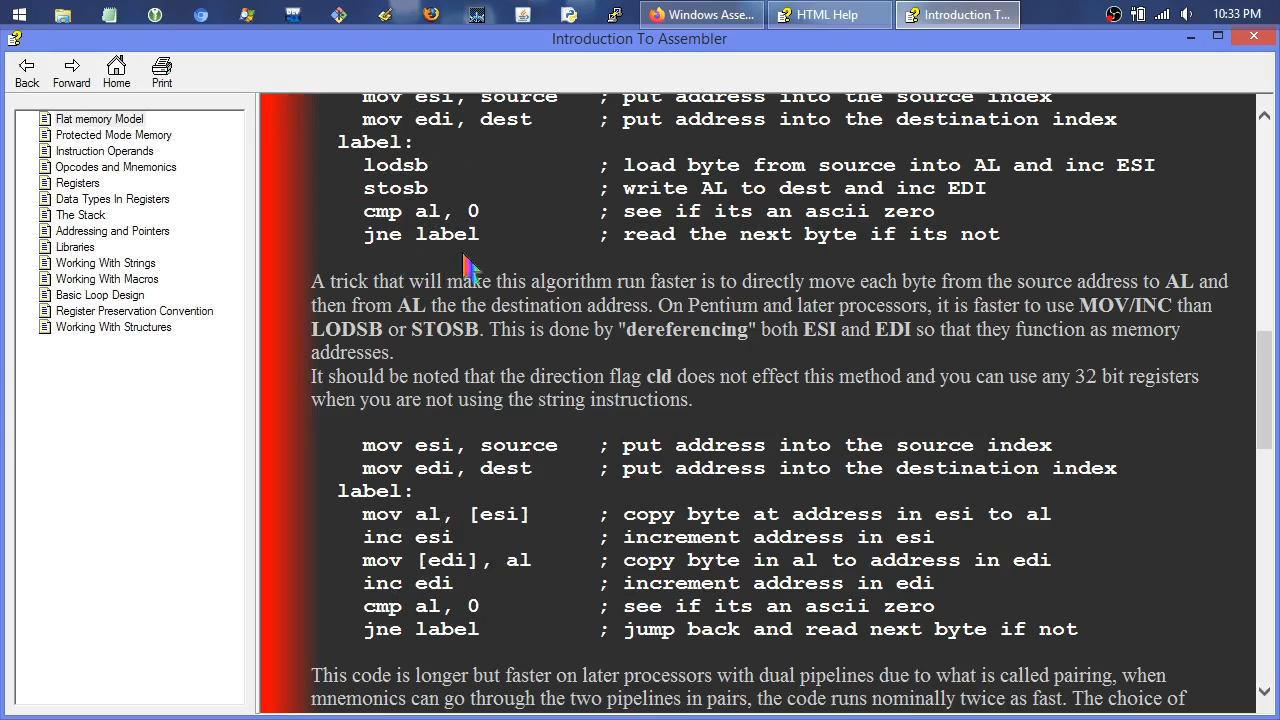 Windows Asse...
HTML Help
Introduction T...
10:33 PM
Introduction To Assembler
Back
Forward
Home
Print
Flat memory Model
Protected Mode Memory
Instruction Operands
Opcodes and Mnemonics
Registers
Data Types In Registers
The Stack
Addressing and Pointers
Libraries
Working With Strings
Working With Macros
Basic Loop Design
Register Preservation Convention
Working With Structures
mov esi, source ; put address into the source index
mov edi, dest ; put address into the destination index
label:
lodsb ; load byte from source into AL and inc ESI
stosb ; write AL to dest and inc EDI
cmp al, 0 ; see if its an ascii zero
jne label ; read the next byte if its not
A trick that will make this algorithm run faster is to directly move each byte from the source address to AL and
then from AL the the destination address. On Pentium and later processors, it is faster to use MOV/INC than
LODSB or STOSB. This is done by "dereferencing" both ESI and EDI so that they function as memory
addresses.
It should be noted that the direction flag cld does not effect this method and you can use any 32 bit registers
when you are not using the string instructions.
mov esi, source ; put address into the source index
mov edi, dest ; put address into the destination index
label:
mov al, [esi] ; copy byte at address in esi to al
inc esi ; increment address in esi
mov [edi], al ; copy byte in al to address in edi
inc edi ; increment address in edi
cmp al, 0 ; see if its an ascii zero
jne label ; jump back and read next byte if not
This code is longer but faster on later processors with dual pipelines due to what is called pairing, when
mnemonics can go through the two pipelines in pairs, the code runs nominally twice as fast. The choice of